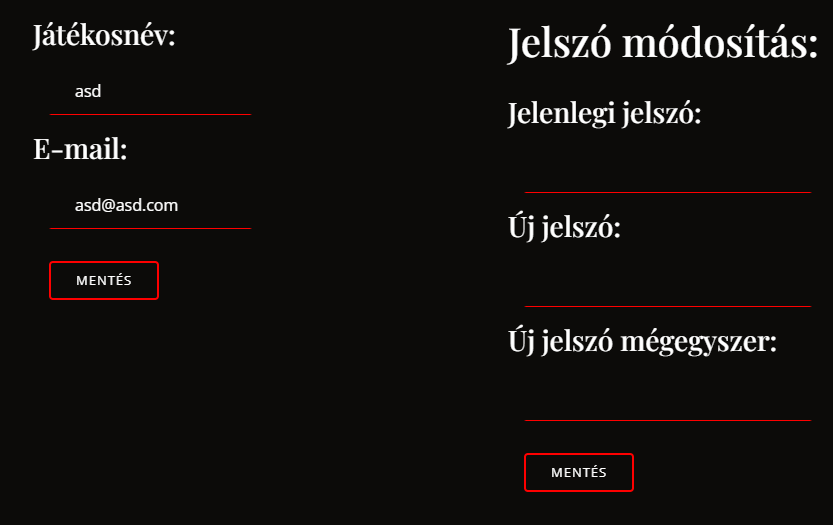 Játékosnév:
asd
E-mail:
asd@asd.com
MENTÉS
Jelszó módosítás:
Jelenlegi jelszó:
Új jelszó:
Új jelszó mégegyszer:
MENTÉS